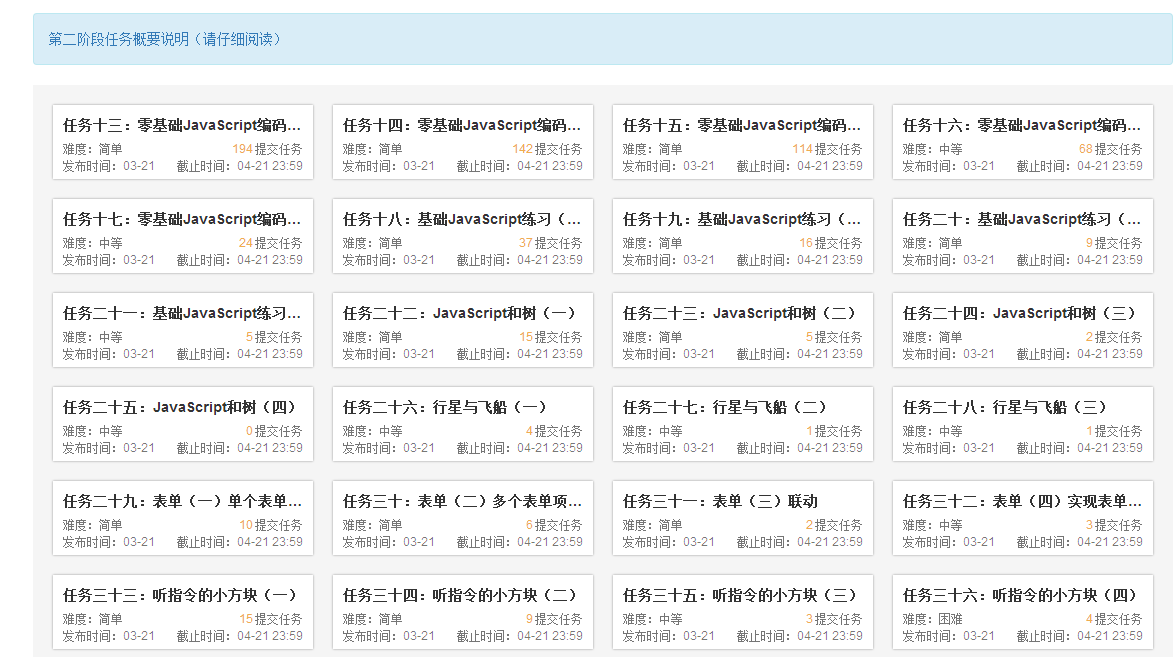 第二阶段任务概要说明（请仔细阅读）
任务十三：零基础JavaScript编码...
难度：简单 194提交任务
发布时间：03-21 截止时间：04-21 23:59
任务十四：零基础JavaScript编码...
难度：简单 142提交任务
发布时间：03-21 截止时间：04-21 23:59
任务十五：零基础JavaScript编码...
难度：简单 114提交任务
发布时间：03-21 截止时间：04-21 23:59
任务十六：零基础JavaScript编码...
难度：中等 68提交任务
发布时间：03-21 截止时间：04-21 23:59
任务十七：零基础JavaScript编码...
难度：中等 24提交任务
发布时间：03-21 截止时间：04-21 23:59
任务十八：基础JavaScript练习（...
难度：简单 37提交任务
发布时间：03-21 截止时间：04-21 23:59
任务十九：基础JavaScript练习（...
难度：简单 16提交任务
发布时间：03-21 截止时间：04-21 23:59
任务二十：基础JavaScript练习（...
难度：简单 9提交任务
发布时间：03-21 截止时间：04-21 23:59
任务二十一：基础JavaScript练习...
难度：中等 5提交任务
发布时间：03-21 截止时间：04-21 23:59
任务二十二：JavaScript和树（一）
难度：简单 15提交任务
发布时间：03-21 截止时间：04-21 23:59
任务二十三：JavaScript和树（二）
难度：简单 5提交任务
发布时间：03-21 截止时间：04-21 23:59
任务二十四：JavaScript和树（三）
难度：简单 2提交任务
发布时间：03-21 截止时间：04-21 23:59
任务二十五：JavaScript和树（四）
难度：中等 0提交任务
发布时间：03-21 截止时间：04-21 23:59
任务二十六：行星与飞船（一）
难度：中等 4提交任务
发布时间：03-21 截止时间：04-21 23:59
任务二十七：行星与飞船（二）
难度：中等 1提交任务
发布时间：03-21 截止时间：04-21 23:59
任务二十八：行星与飞船（三）
难度：中等 1提交任务
发布时间：03-21 截止时间：04-21 23:59
任务二十九：表单（一）单个表单...
难度：简单 10提交任务
发布时间：03-21 截止时间：04-21 23:59
任务三十：表单（二）多个表单项...
难度：简单 6提交任务
发布时间：03-21 截止时间：04-21 23:59
任务三十一：表单（三）联动
难度：简单 2提交任务
发布时间：03-21 截止时间：04-21 23:59
任务三十二：表单（四）实现表单...
难度：中等 3提交任务
发布时间：03-21 截止时间：04-21 23:59
任务三十三：听指令的小方块（一）
难度：简单 15提交任务
发布时间：03-21 截止时间：04-21 23:59
任务三十四：听指令的小方块（二）
难度：简单 9提交任务
发布时间：03-21 截止时间：04-21 23:59
任务三十五：听指令的小方块（三）
难度：中等 3提交任务
发布时间：03-21 截止时间：04-21 23:59
任务三十六：听指令的小方块（四）
难度：困难 4提交任务
发布时间：03-21 截止时间：04-21 23:59